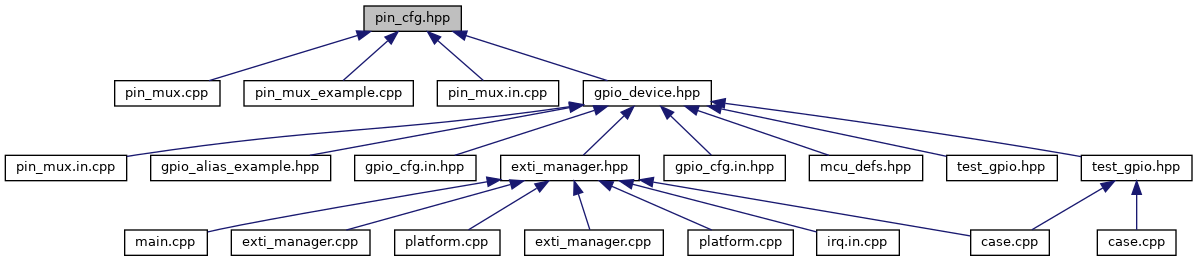 pin_cfg.hpp
pin_mux.cpp
pin_mux_example.cpp
pin_mux.in.cpp
gpio_device.hpp
pin_mux.in.cpp
gpio_alias_example.hpp
gpio_cfg.in.hpp
exti_manager.hpp
gpio_cfg.in.hpp
mcu_defs.hpp
test_gpio.hpp
test_gpio.hpp
main.cpp
exti_manager.cpp
platform.cpp
exti_manager.cpp
platform.cpp
irq.in.cpp
case.cpp
case.cpp